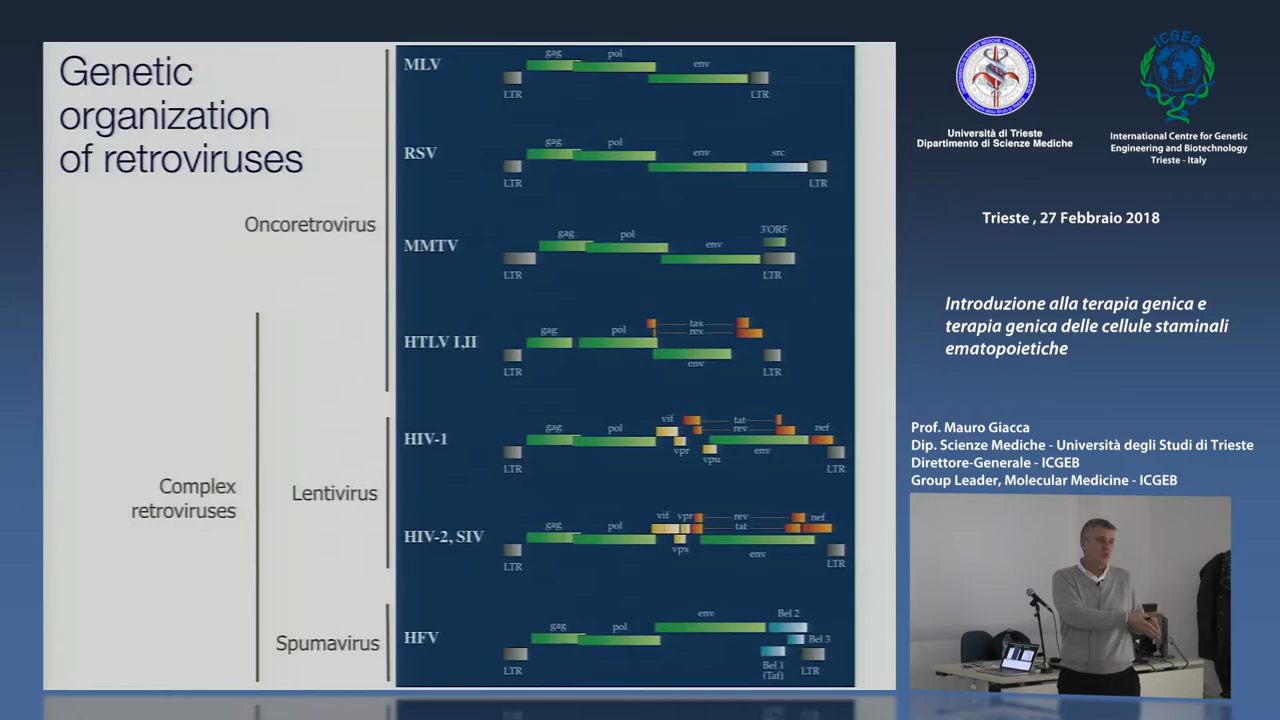 Genetic
organization
of retroviruses
Oncoretrovirus
Complex
retroviruses
Lentivirus
Spumavirus
MLV
gag
pol
env
LTR
LTR
RSV
gag
pol
env
src
LTR
LTR
MMTV
gag
pol
env
3'ORF
LTR
LTR
HTLV I,II
gag
pol
tax
rex
env
LTR
LTR
HIV-1
gag
pol
vif
tat
rev
nef
vpr
vpu
env
LTR
LTR
HIV-2, SIV
gag
pol
vif vpr
rev
tat
nef
vpx
env
LTR
LTR
HFV
gag
pol
env
Bel 2
Bel 3
Bel 1
(Taf)
LTR
LTR
ICGEB
Università di Trieste
Dipartimento di Scienze Mediche
International Centre for Genetic
Engineering and Biotechnology
Trieste - Italy
Trieste , 27 Febbraio 2018
Introduzione alla terapia genica e
terapia genica delle cellule staminali
ematopoietiche
Prof. Mauro Giacca
Dip. Scienze Mediche - Università degli Studi di Trieste
Direttore-Generale - ICGEB
Group Leader, Molecular Medicine - ICGEB